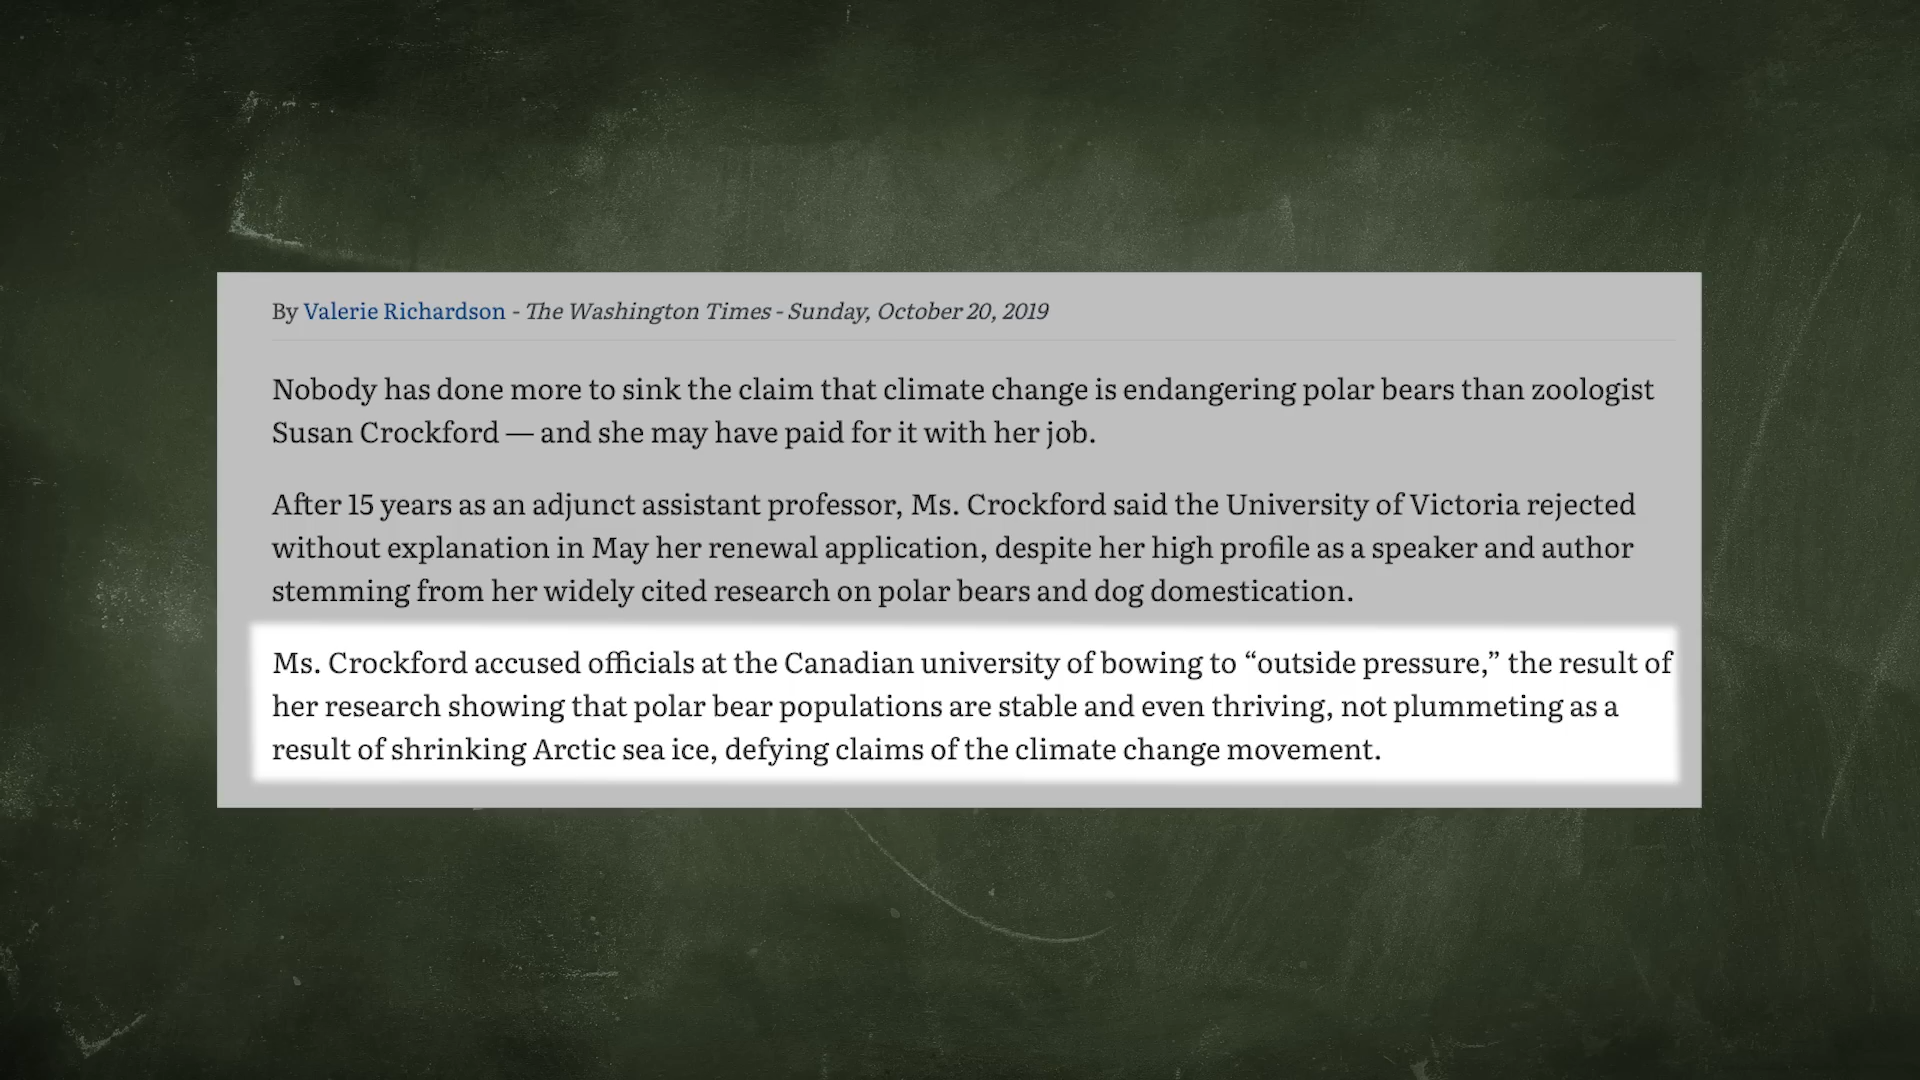 By Valerie Richardson - The Washington Times - Sunday, October 20, 2019
Nobody has done more to sink the claim that climate change is endangering polar bears than zoologist
Susan Crockford — and she may have paid for it with her job.
After 15 years as an adjunct assistant professor, Ms. Crockford said the University of Victoria rejected
without explanation in May her renewal application, despite her high profile as a speaker and author
stemming from her widely cited research on polar bears and dog domestication.
Ms. Crockford accused officials at the Canadian university of bowing to “outside pressure,” the result of
her research showing that polar bear populations are stable and even thriving, not plummeting as a
result of shrinking Arctic sea ice, defying claims of the climate change movement.